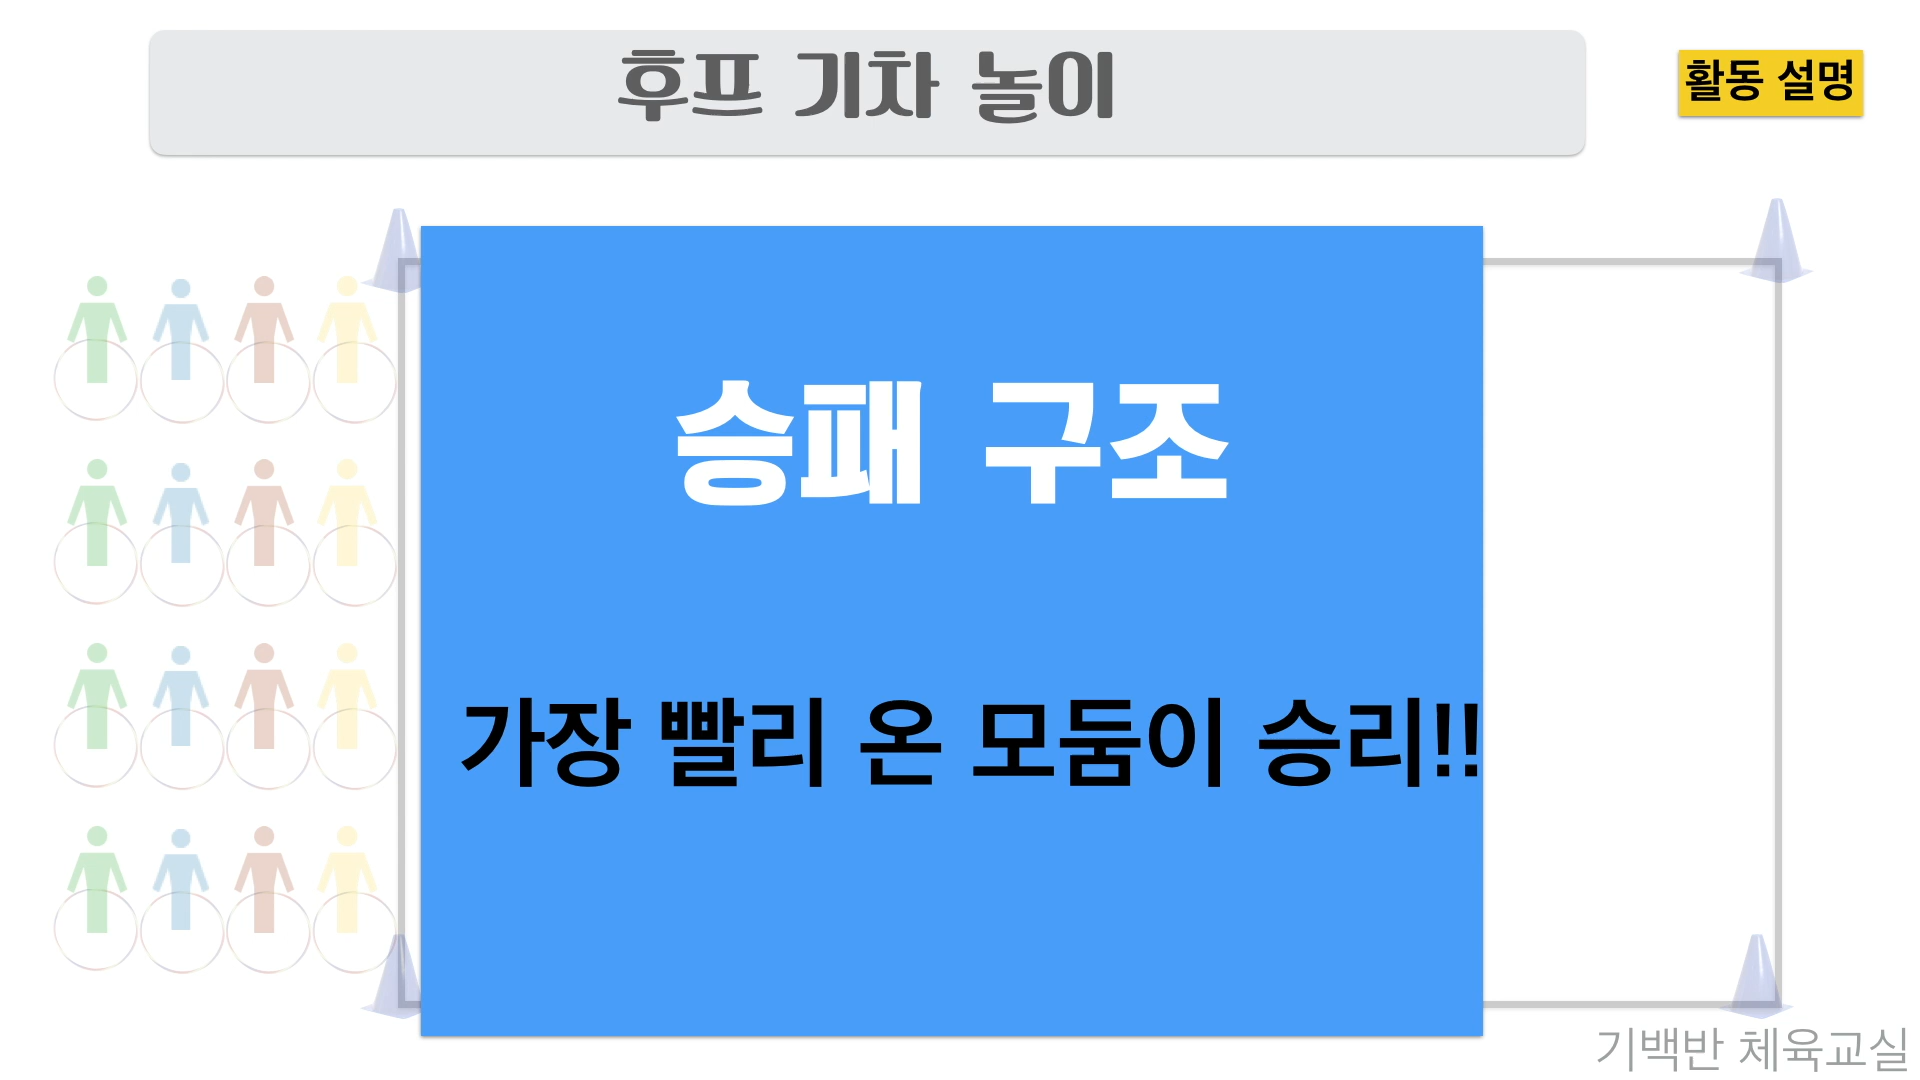 후프 기차 놀이
활동 설명
승패 구조
가장 빨리 온 모둠이 승리!!
기백반 체육교실